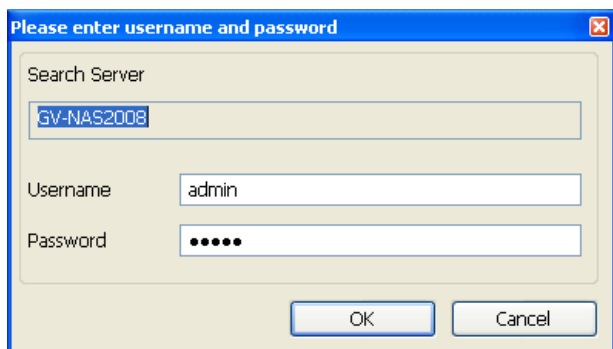 Please enter username and password
Search Server
GV-NAS2008
Username admin
Password •••••
OK Cancel